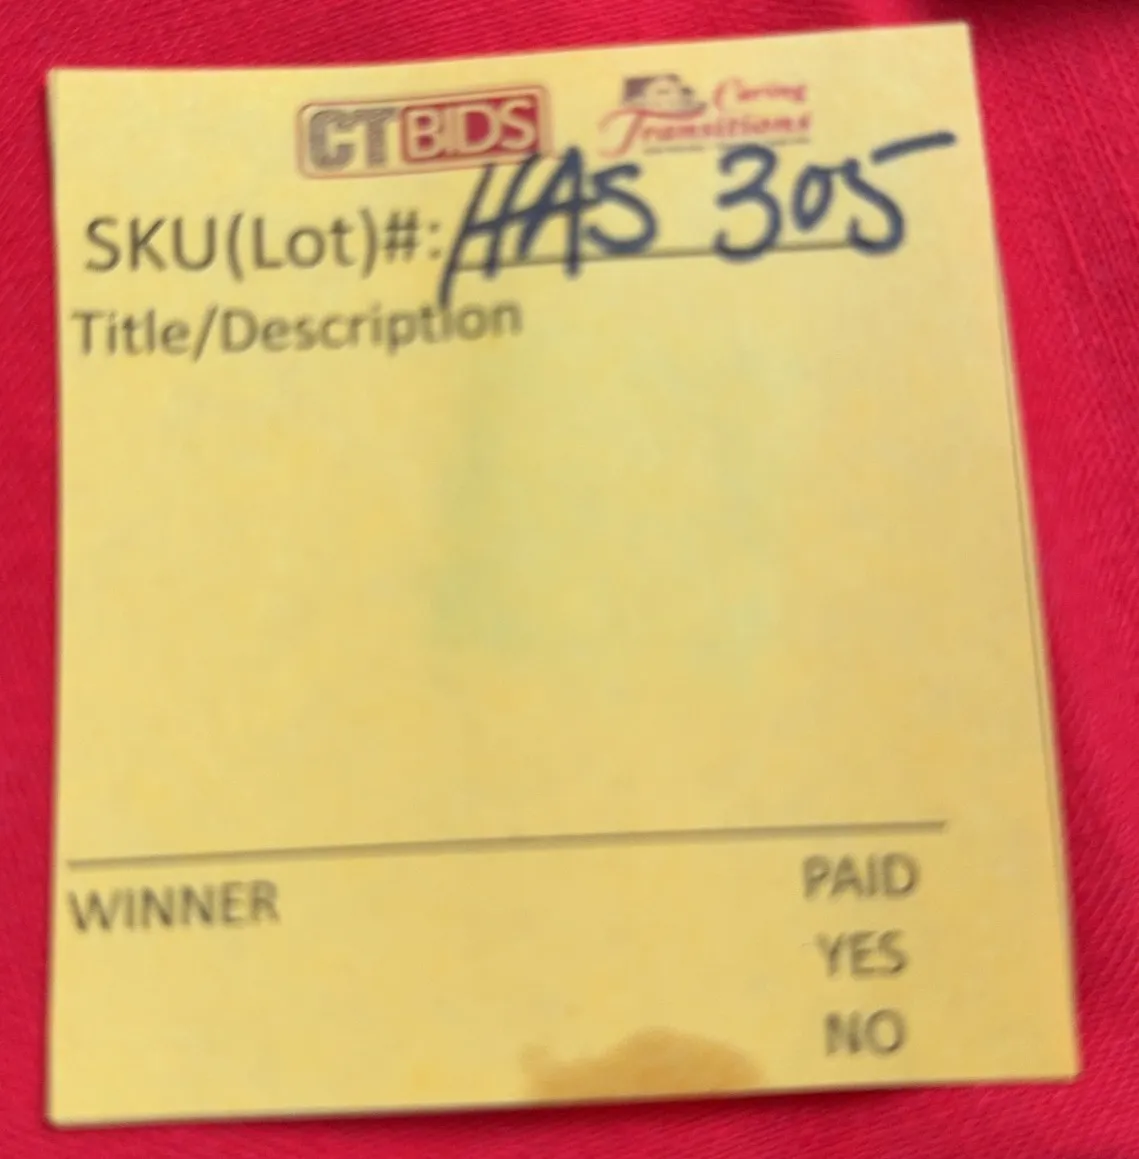 CTBIDS Caring Transitions
SKU(Lot)#: HAS 305
Title/Description
WINNER PAID
YES
NO